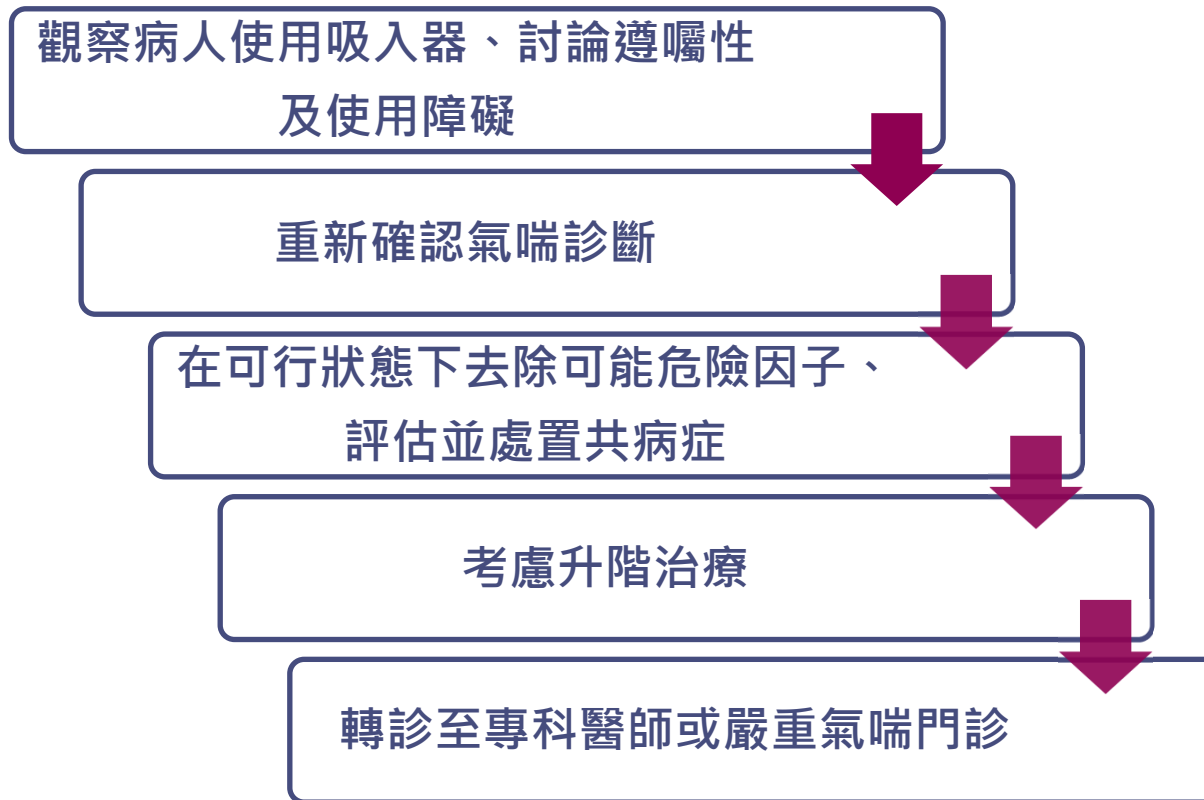 觀察病人使用吸入器、討論遵囑性
及使用障礙
重新確認氣喘診斷
在可行狀態下去除可能危險因子、
評估並處置共病症
考慮升階治療
轉診至專科醫師或嚴重氣喘門診